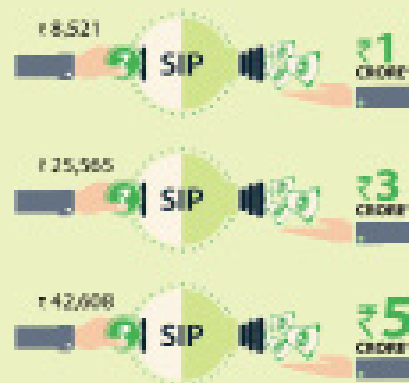 ₹ 8,521
SIP
₹1
CRORE*
₹ 25,565
SIP
₹3
CRORE*
₹ 42,608
SIP
₹5
CRORE*